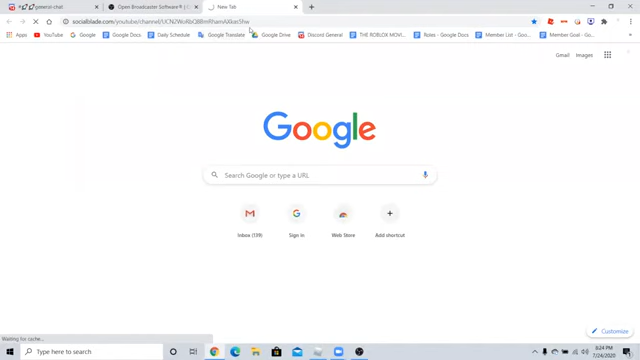 general-chat
Open Broadcaster Software® | O
New Tab
socialblade.com/youtube/channel/
Apps YouTube Google Google Docs Daily Schedule Google Translate Google Drive Discord General THE ROBLOX MOVI... Roles - Google Docs Member List - Goo... Member Goal - Goo...
Gmail Images
Google
Search Google or type a URL
Inbox (139) Sign in Web Store Add shortcut
Customize
Waiting for cache...
Type here to search
8:24 PM
7/24/2020